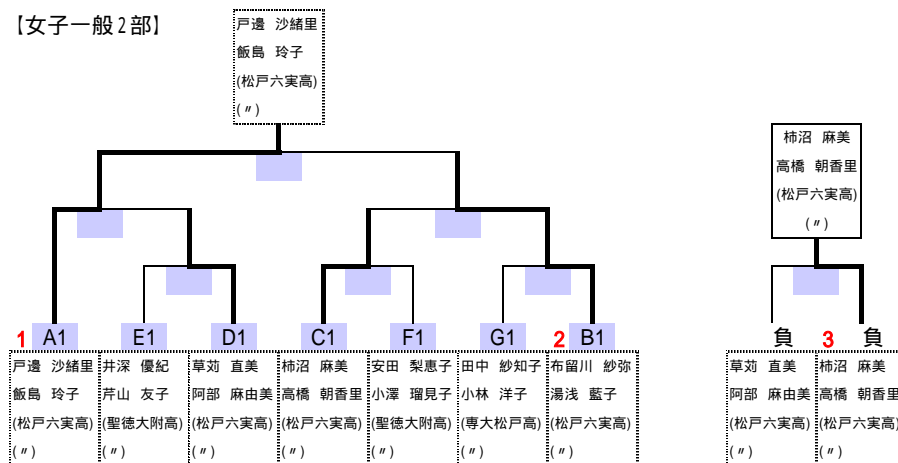 【女子一般2部】
戸邊 沙緒里
飯島 玲子
(松戸六実高)
(〃)
柿沼 麻美
高橋 朝香里
(松戸六実高)
(〃)
1 A1
E1
D1
C1
F1
G1
2 B1
負
3 負
戸邊 沙緒里
飯島 玲子
(松戸六実高)
(〃)
井深 優紀
芹山 友子
(聖徳大附高)
(〃)
草苅 直美
阿部 麻由美
(松戸六実高)
(〃)
柿沼 麻美
高橋 朝香里
(松戸六実高)
(〃)
安田 梨恵子
小澤 瑠見子
(聖徳大附高)
(〃)
田中 紗知子
小林 洋子
(専大松戸高)
(〃)
布留川 紗弥
湯浅 藍子
(松戸六実高)
(〃)
草苅 直美
阿部 麻由美
(松戸六実高)
(〃)
柿沼 麻美
高橋 朝香里
(松戸六実高)
(〃)